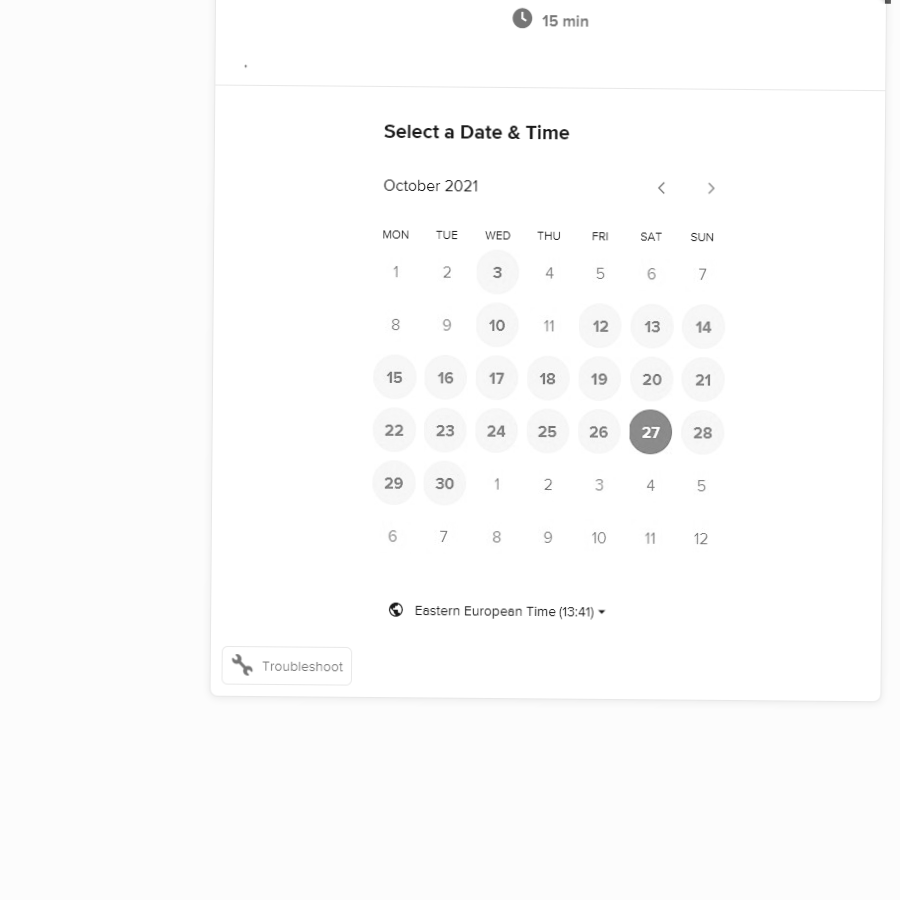 15 min
.
Select a Date & Time
October 2021
MON TUE WED THU FRI SAT SUN
1 2 3 4 5 6 7
8 9 10 11 12 13 14
15 16 17 18 19 20 21
22 23 24 25 26 27 28
29 30 1 2 3 4 5
6 7 8 9 10 11 12
Eastern European Time (13:41)
Troubleshoot